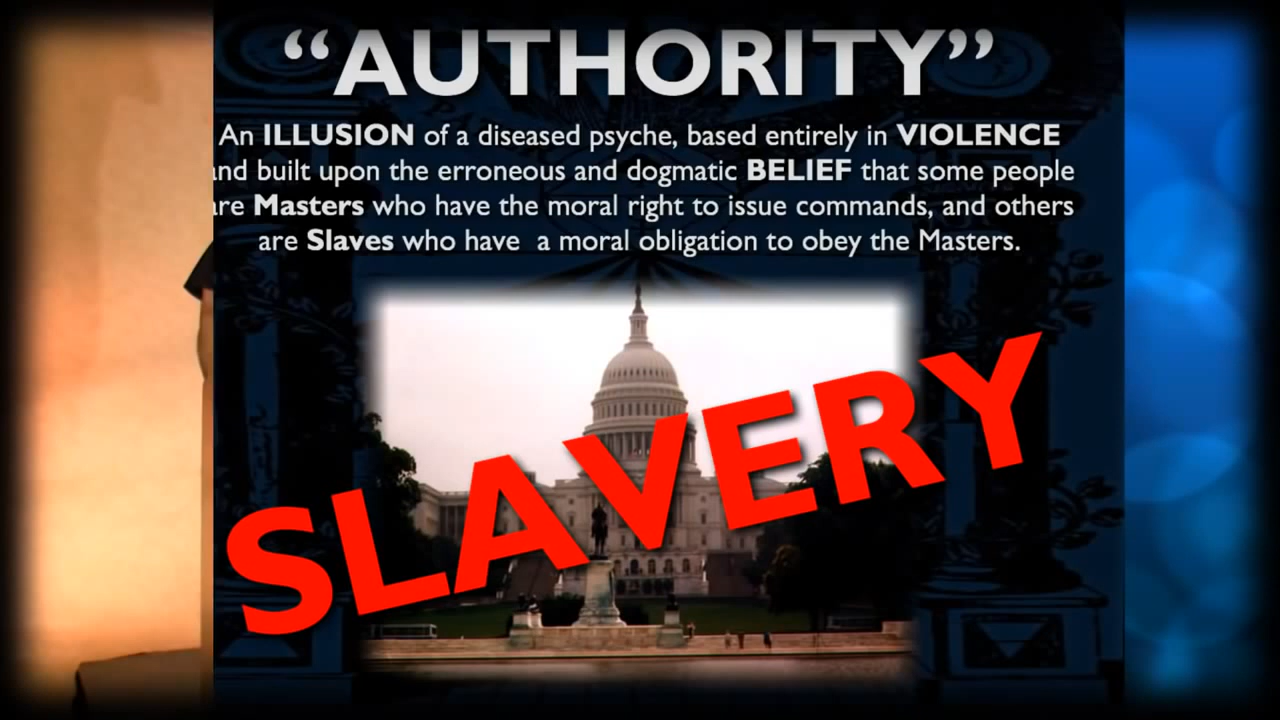 “AUTHORITY”
An ILLUSION of a diseased psyche, based entirely in VIOLENCE
and built upon the erroneous and dogmatic BELIEF that some people
are Masters who have the moral right to issue commands, and others
are Slaves who have  a moral obligation to obey the Masters.
SLAVERY